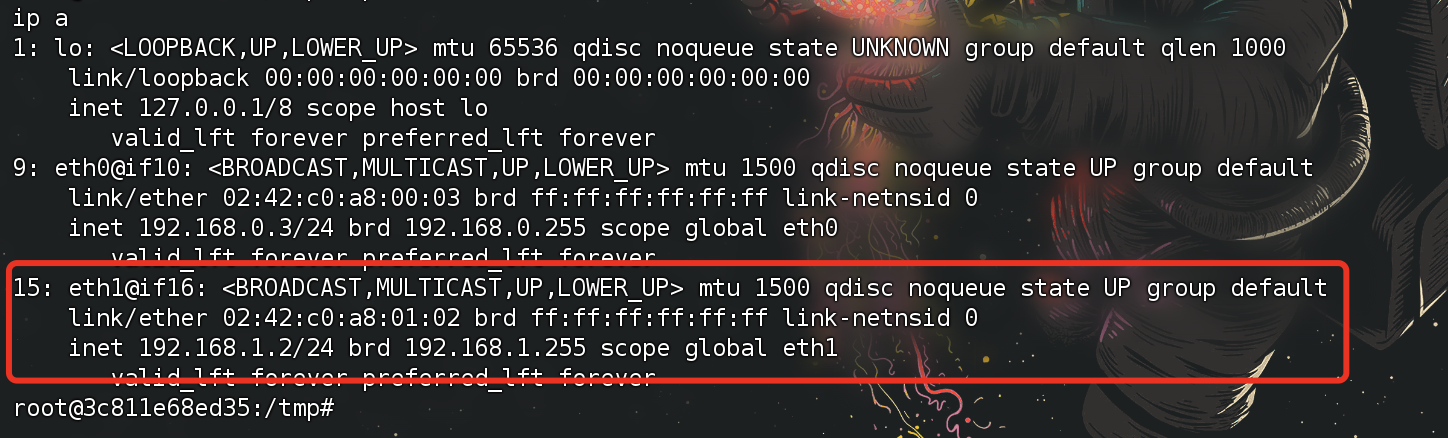 ip a
1: lo: <LOOPBACK,UP,LOWER_UP> mtu 65536 qdisc noqueue state UNKNOWN group default qlen 1000
    link/loopback 00:00:00:00:00:00 brd 00:00:00:00:00:00
    inet 127.0.0.1/8 scope host lo
       valid_lft forever preferred_lft forever
9: eth0@if10: <BROADCAST,MULTICAST,UP,LOWER_UP> mtu 1500 qdisc noqueue state UP group default
    link/ether 02:42:c0:a8:00:03 brd ff:ff:ff:ff:ff:ff link-netnsid 0
    inet 192.168.0.3/24 brd 192.168.0.255 scope global eth0
       valid_lft forever preferred_lft forever
15: eth1@if16: <BROADCAST,MULTICAST,UP,LOWER_UP> mtu 1500 qdisc noqueue state UP group default
    link/ether 02:42:c0:a8:01:02 brd ff:ff:ff:ff:ff:ff link-netnsid 0
    inet 192.168.1.2/24 brd 192.168.1.255 scope global eth1
       valid_lft forever preferred_lft forever
root@3c811e68ed35:/tmp#